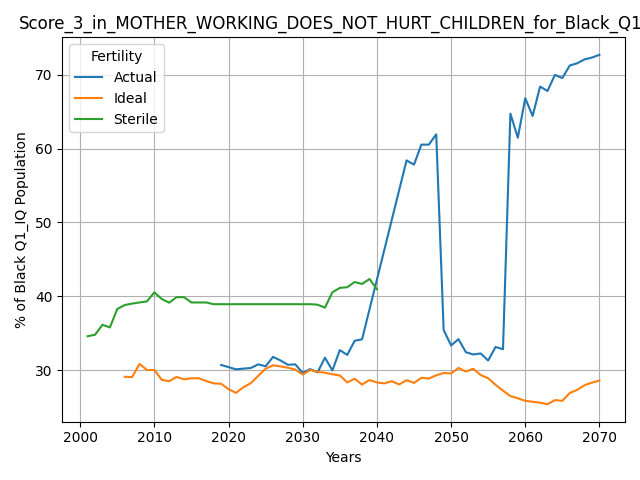 Score_3_in_MOTHER_WORKING_DOES_NOT_HURT_CHILDREN_for_Black_Q1
Fertility
Actual
Ideal
Sterile
70
60
50
40
30
% of Black Q1_IQ Population
2000 2010 2020 2030 2040 2050 2060 2070
Years